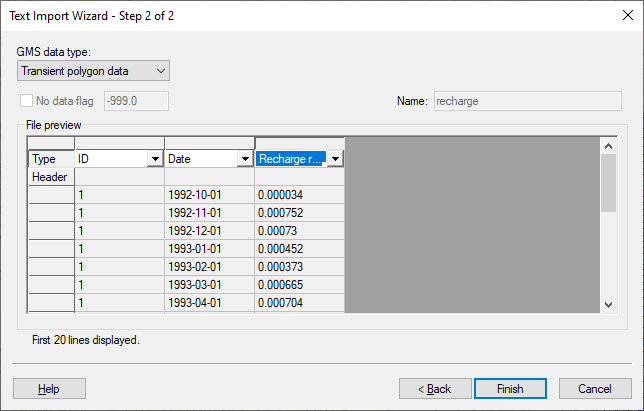 Text Import Wizard - Step 2 of 2
GMS data type:
Transient polygon data
No data flag -999.0 Name: recharge
File preview
Type ID Date Recharge r...
Header
1 1992-10-01 0.000034
1 1992-11-01 0.000752
1 1992-12-01 0.00073
1 1993-01-01 0.000452
1 1993-02-01 0.000373
1 1993-03-01 0.000665
1 1993-04-01 0.000704
First 20 lines displayed.
Help < Back Finish Cancel